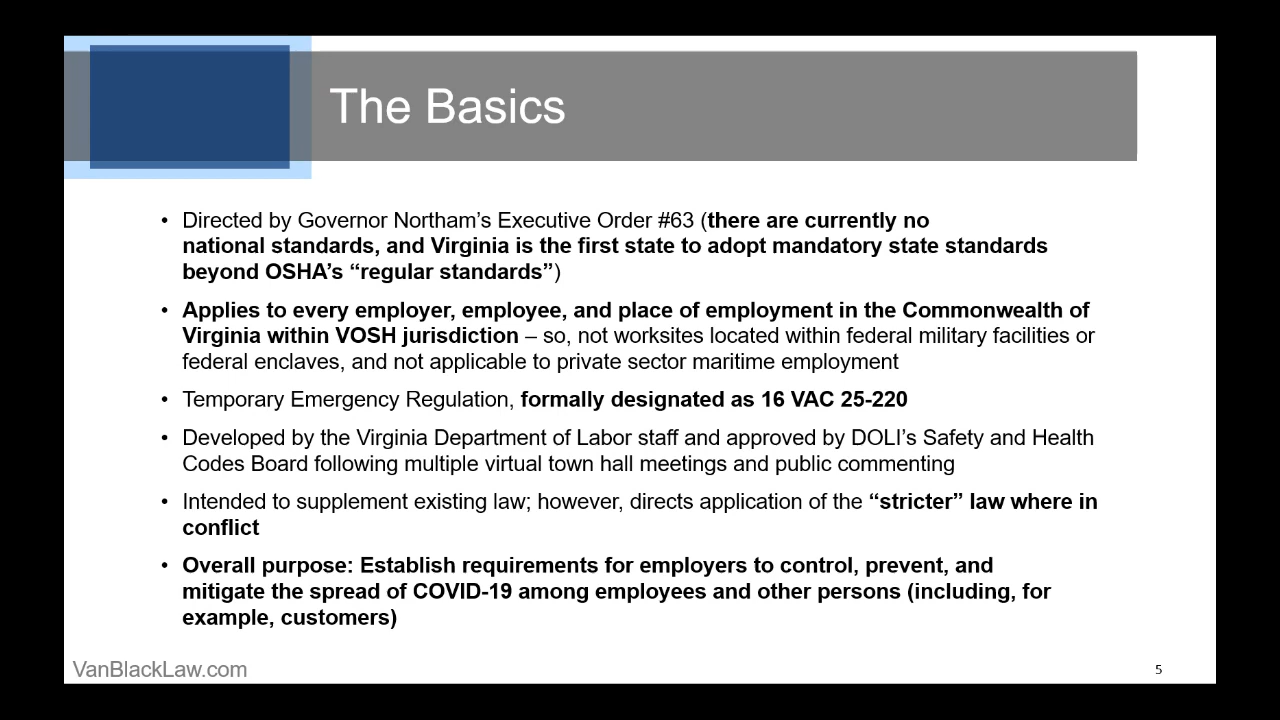 The Basics
• Directed by Governor Northam’s Executive Order #63 (there are currently no
national standards, and Virginia is the first state to adopt mandatory state standards
beyond OSHA’s “regular standards”)
• Applies to every employer, employee, and place of employment in the Commonwealth of
Virginia within VOSH jurisdiction – so, not worksites located within federal military facilities or
federal enclaves, and not applicable to private sector maritime employment
• Temporary Emergency Regulation, formally designated as 16 VAC 25-220
• Developed by the Virginia Department of Labor staff and approved by DOLI’s Safety and Health
Codes Board following multiple virtual town hall meetings and public commenting
• Intended to supplement existing law; however, directs application of the “stricter” law where in
conflict
• Overall purpose: Establish requirements for employers to control, prevent, and
mitigate the spread of COVID-19 among employees and other persons (including, for
example, customers)
VanBlackLaw.com
5